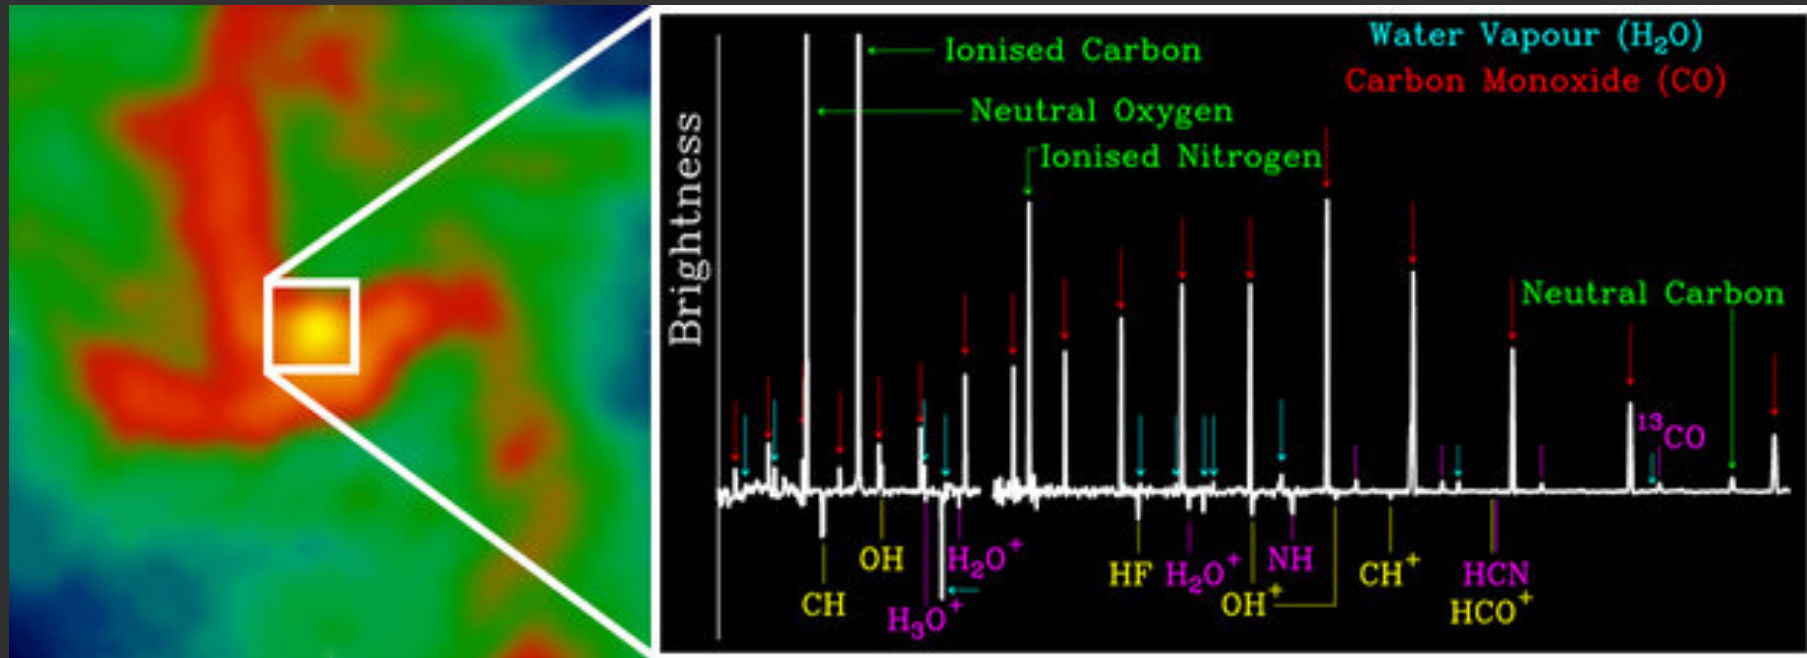 Water Vapour (H₂O)
Carbon Monoxide (CO)
Ionised Carbon
Neutral Oxygen
Ionised Nitrogen
Brightness
Neutral Carbon
¹³CO
CH
OH
H₃O⁺
H₂O⁺
HF
H₂O⁺
OH⁺
NH
CH⁺
HCN
HCO⁺